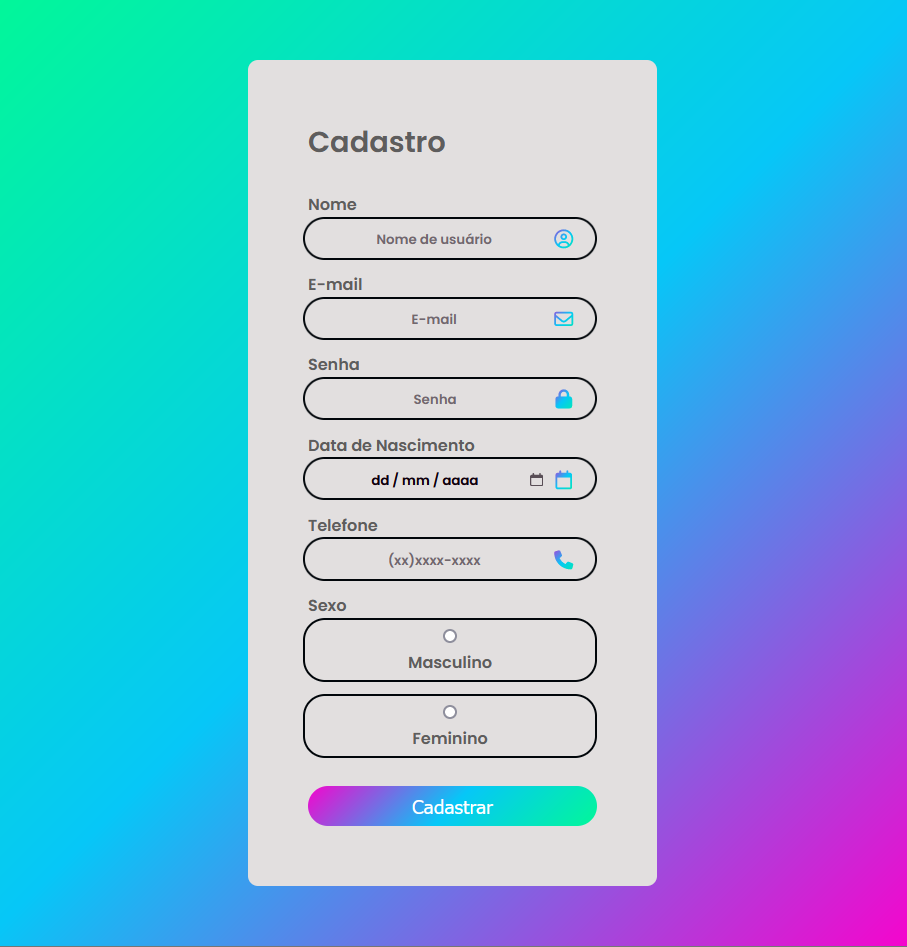 Cadastro
Nome
Nome de usuário
E-mail
E-mail
Senha
Senha
Data de Nascimento
dd / mm / aaaa
Telefone
(xx)xxxx-xxxx
Sexo
Masculino
Feminino
Cadastrar